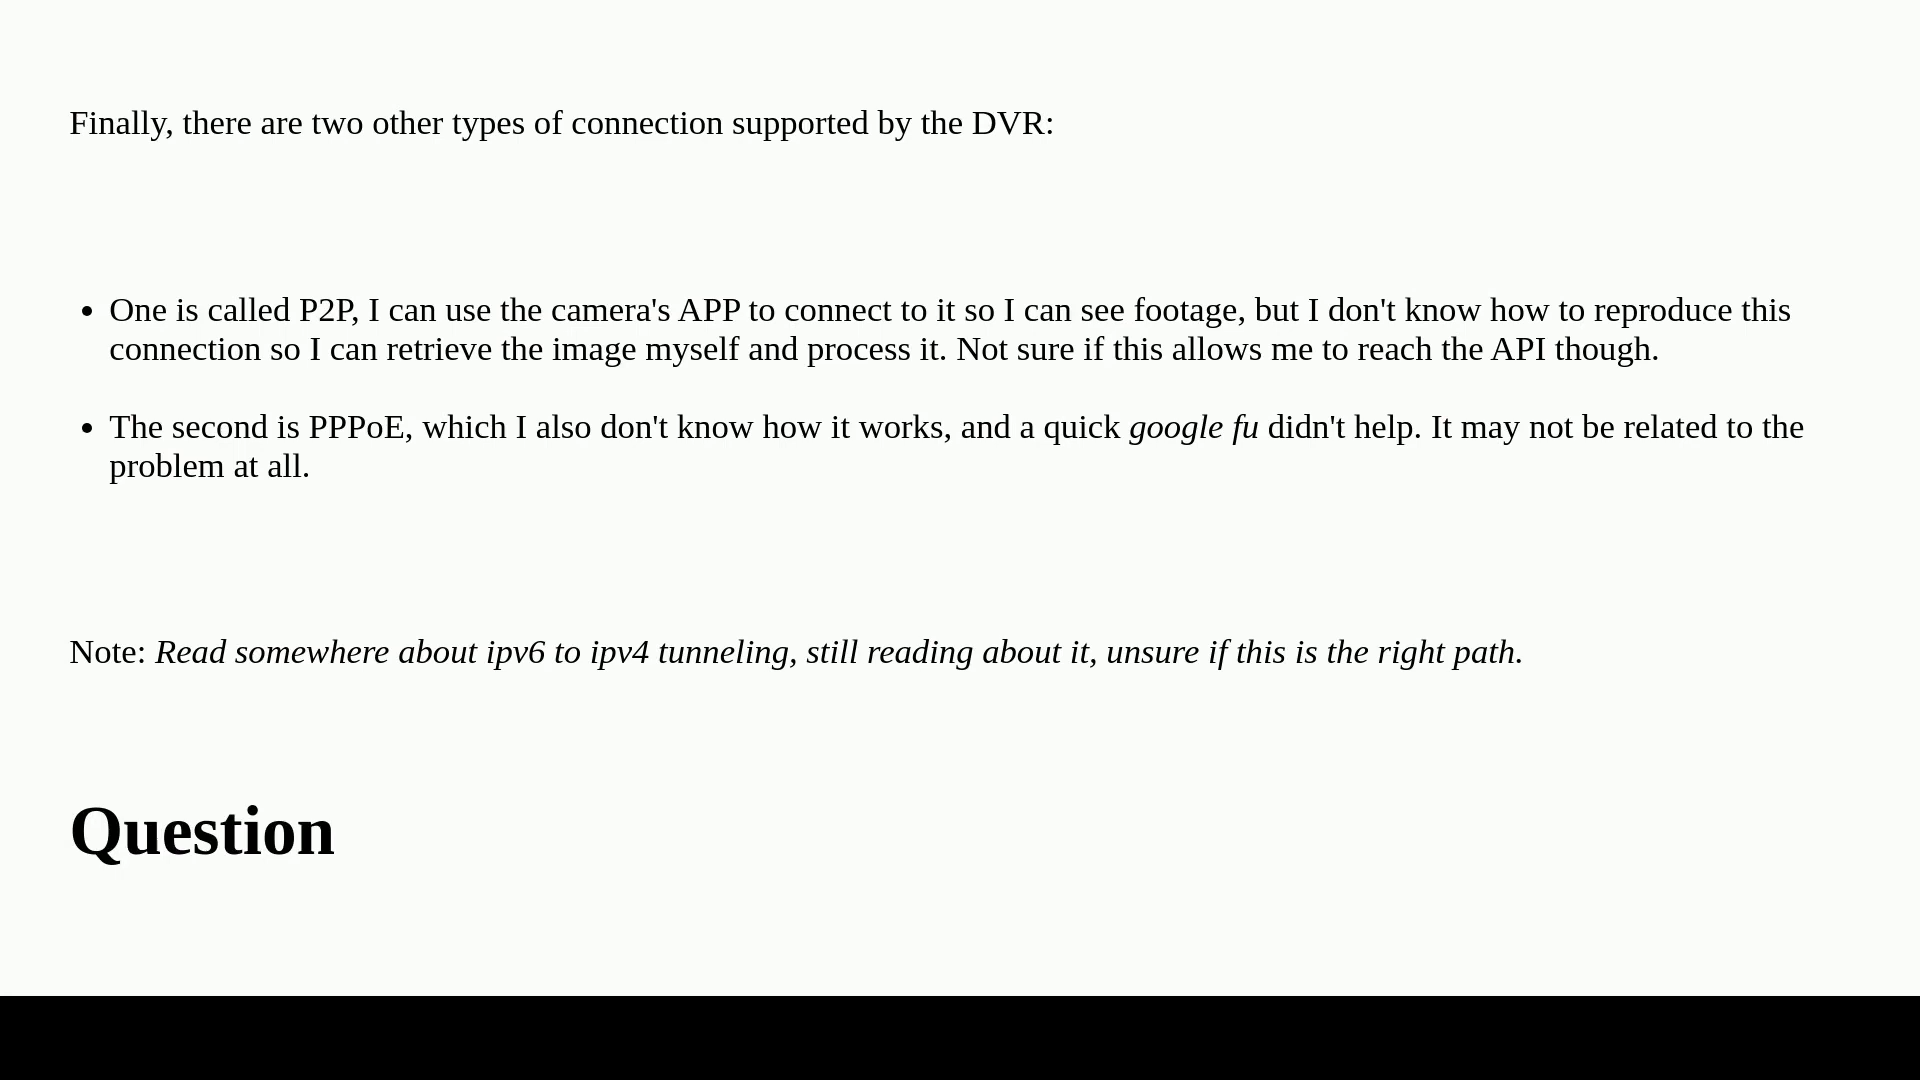 Finally, there are two other types of connection supported by the DVR:
• One is called P2P, I can use the camera's APP to connect to it so I can see footage, but I don't know how to reproduce this
connection so I can retrieve the image myself and process it. Not sure if this allows me to reach the API though.
• The second is PPPoE, which I also don't know how it works, and a quick google fu didn't help. It may not be related to the
problem at all.
Note: Read somewhere about ipv6 to ipv4 tunneling, still reading about it, unsure if this is the right path.
Question